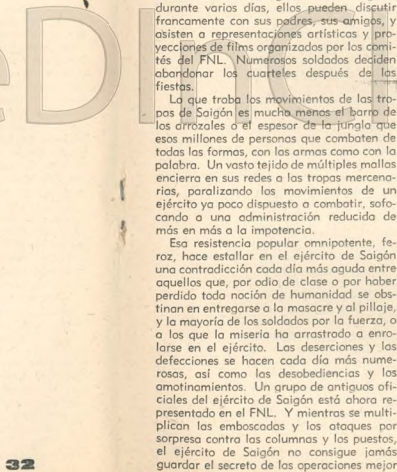 durante varios días, ellos pueden discutir
francamente con sus padres, sus amigos, y
asisten a representaciones artísticas y pro-
yecciones de films organizados por los comi-
tés del FNL. Numerosos soldados deciden
abandonar los cuarteles después de las
fiestas.
Lo que traba los movimientos de las tro-
pas de Saigón es mucho menos el barro de
los arrozales o el espesor de la jungla que
esos millones de personas que combaten de
todas las formas, con las armas como con la
palabra. Un vasto tejido de múltiples mallas
encierra en sus redes a las tropas mercena-
rias, paralizando los movimientos de un
ejército ya poco dispuesto a combatir, sofo-
cando a una administración reducida de
más en más a la impotencia.
Esa resistencia popular omnipotente, fe-
roz, hace estallar en el ejército de Saigón
una contradicción cada día más aguda entre
aquellos que, por odio de clase o por haber
perdido toda noción de humanidad se obs-
tinan en entregarse a la masacre y al pillaje,
y la mayoría de los soldados por la fuerza, o
a los que la miseria ha arrastrado a enro-
larse en el ejército. Las deserciones y las
defecciones se hacen cada día más nume-
rosas, así como las desobediencias y los
amotinamientos. Un grupo de antiguos ofi-
ciales del ejército de Saigón está ahora re-
presentado en el FNL. Y mientras se multi-
plican las emboscadas y los ataques por
sorpresa contra las columnas y los puestos,
el ejército de Saigón no consigue jamás
guardar el secreto de las operaciones mejor
32
eDInCI